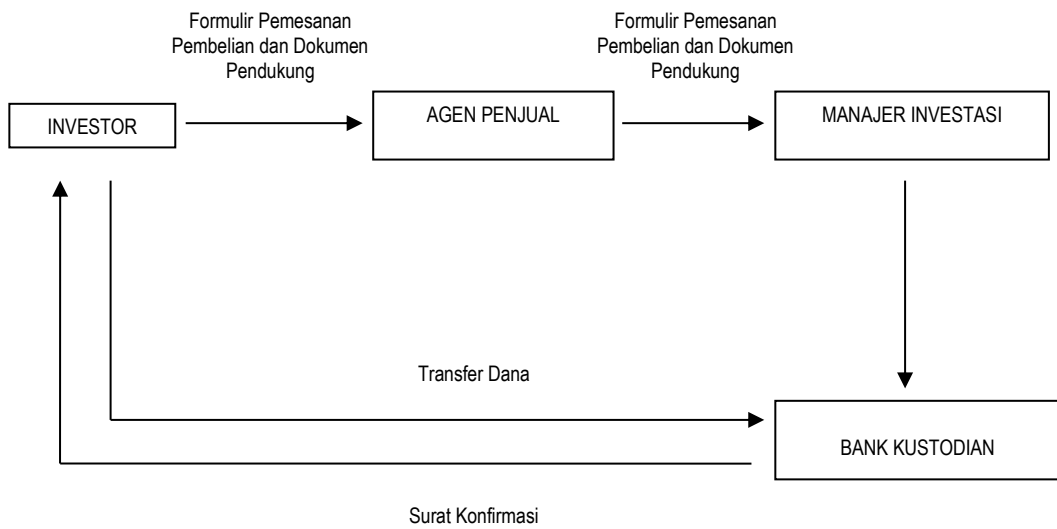 Formulir Pemesanan
Pembelian dan Dokumen
Pendukung
Formulir Pemesanan
Pembelian dan Dokumen
Pendukung
INVESTOR
AGEN PENJUAL
MANAJER INVESTASI
Transfer Dana
BANK KUSTODIAN
Surat Konfirmasi